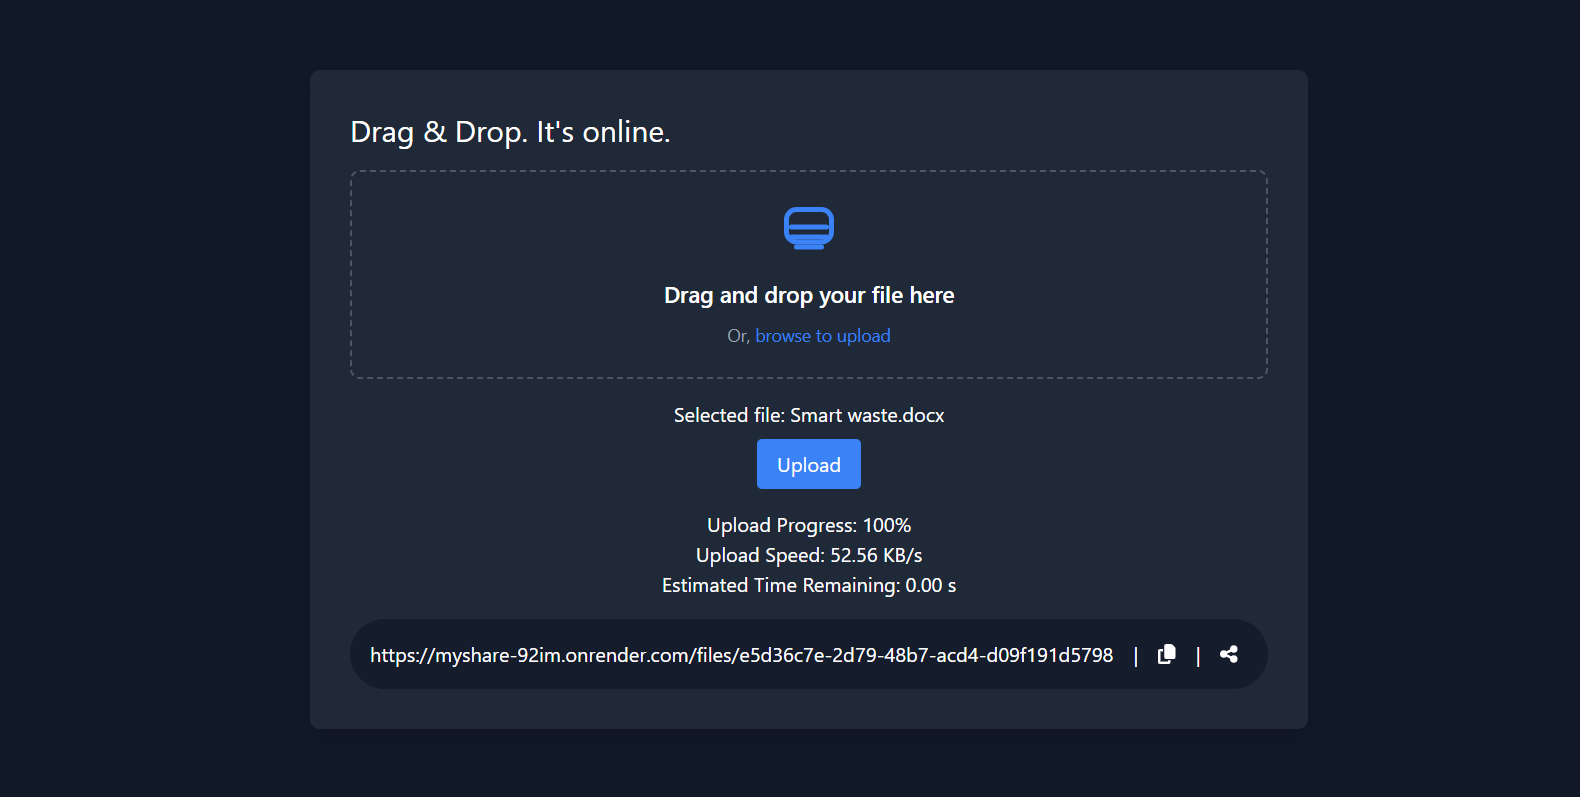 Drag & Drop. It's online.
Drag and drop your file here
Or, browse to upload
Selected file: Smart waste.docx
Upload
Upload Progress: 100%
Upload Speed: 52.56 KB/s
Estimated Time Remaining: 0.00 s
https://myshare-92im.onrender.com/files/e5d36c7e-2d79-48b7-acd4-d09f191d5798 | |